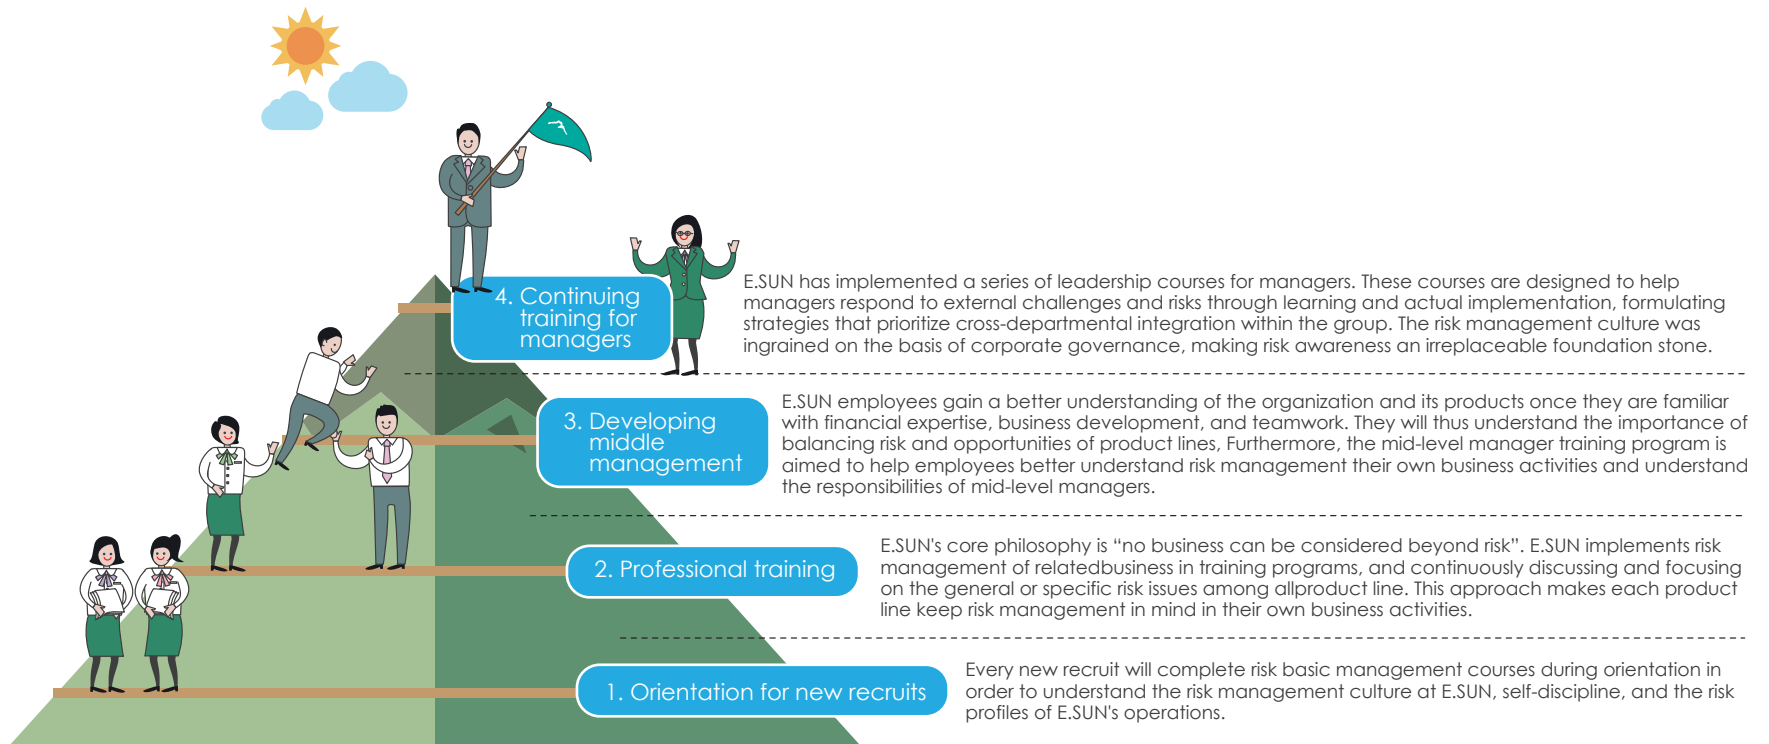 4. Continuing
training for
managers
E.SUN has implemented a series of leadership courses for managers. These courses are designed to help
managers respond to external challenges and risks through learning and actual implementation, formulating
strategies that prioritize cross-departmental integration within the group. The risk management culture was
ingrained on the basis of corporate governance, making risk awareness an irreplaceable foundation stone.
3. Developing
middle
management
E.SUN employees gain a better understanding of the organization and its products once they are familiar
with financial expertise, business development, and teamwork. They will thus understand the importance of
balancing risk and opportunities of product lines, Furthermore, the mid-level manager training program is
aimed to help employees better understand risk management their own business activities and understand
the responsibilities of mid-level managers.
2. Professional training
E.SUN's core philosophy is “no business can be considered beyond risk”. E.SUN implements risk
management of relatedbusiness in training programs, and continuously discussing and focusing
on the general or specific risk issues among allproduct line. This approach makes each product
line keep risk management in mind in their own business activities.
1. Orientation for new recruits
Every new recruit will complete risk basic management courses during orientation in
order to understand the risk management culture at E.SUN, self-discipline, and the risk
profiles of E.SUN's operations.